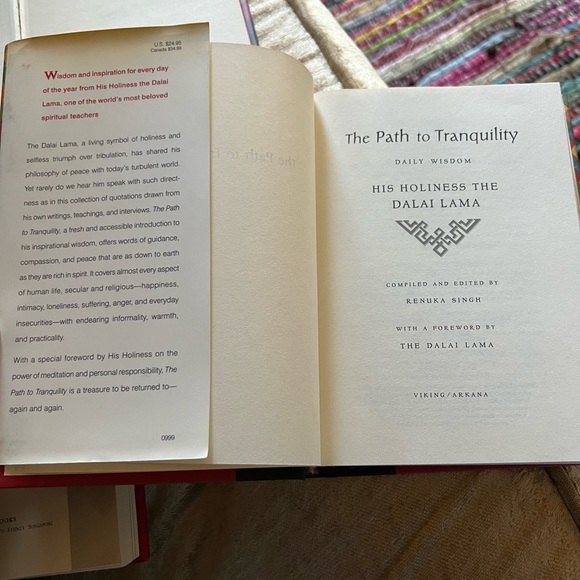 U.S. $24.95
Canada $34.99
Wisdom and inspiration for every day
of the year from His Holiness the Dalai
Lama, one of the world's most beloved
spiritual teachers
The Dalai Lama, a living symbol of holiness and
selfless triumph over tribulation, has shared his
philosophy of peace with today's turbulent world.
Yet rarely do we hear him speak with such direct-
ness as in this collection of quotations drawn from
his own writings, teachings, and interviews. The Path
to Tranquility, a fresh and accessible introduction to
his inspirational wisdom, offers words of guidance,
compassion, and peace that are as down to earth
as they are rich in spirit. It covers almost every aspect
of human life, secular and religious—happiness,
intimacy, loneliness, suffering, anger, and everyday
insecurities—with endearing informality, warmth,
and practicality.
With a special foreword by His Holiness on the
power of meditation and personal responsibility, The
Path to Tranquility is a treasure to be returned to—
again and again.
0999
The Path to Tranquility
DAILY WISDOM
HIS HOLINESS THE
DALAI LAMA
COMPILED AND EDITED BY
RENUKA SINGH
WITH A FOREWORD BY
THE DALAI LAMA
VIKING/ARKANA